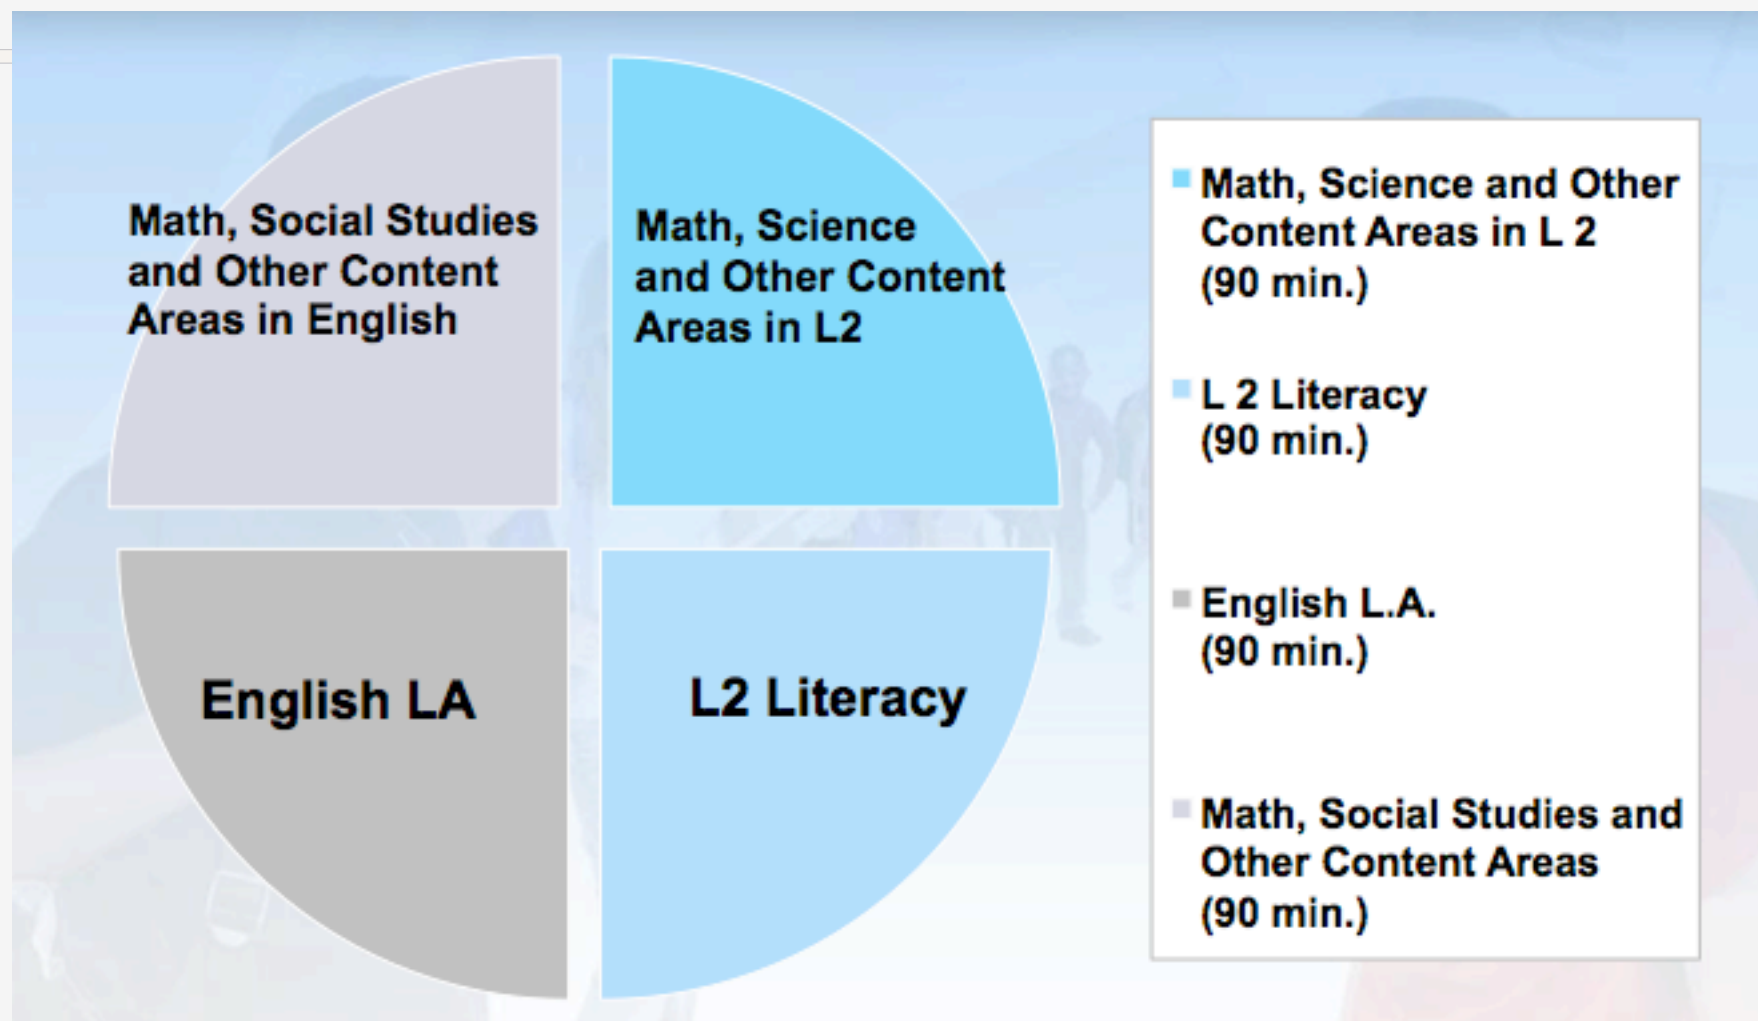 Math, Social Studies
and Other Content
Areas in English
Math, Science
and Other Content
Areas in L2
English LA
L2 Literacy
Math, Science and Other
Content Areas in L 2
(90 min.)
L 2 Literacy
(90 min.)
English L.A.
(90 min.)
Math, Social Studies and
Other Content Areas
(90 min.)